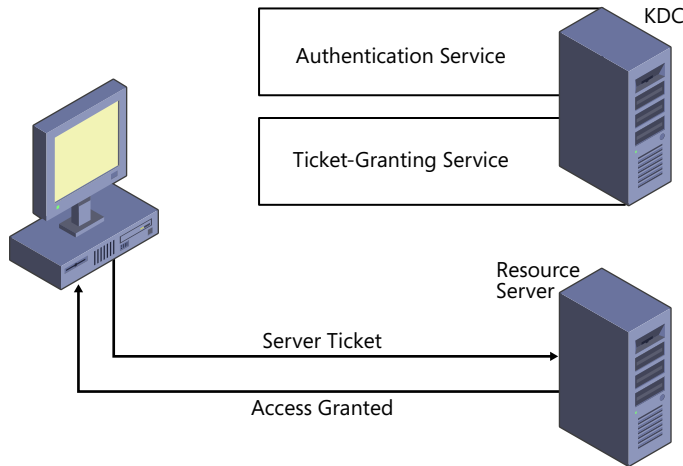 KDC
Authentication Service
Ticket-Granting Service
Resource
Server
Server Ticket
Access Granted